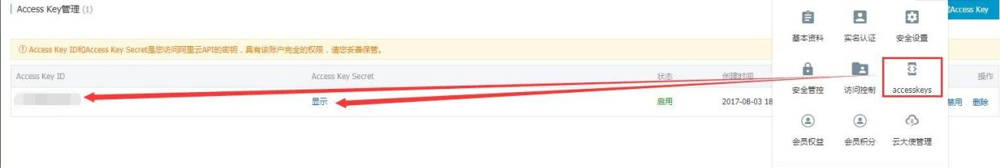 Access Key管理 (1)
Access Key
基本资料 实名认证 安全设置
Access Key ID和Access Key Secret是您访问阿里云API的密钥，具有该账户完全的权限，请您妥善保管。
Access Key ID Access Key Secret 状态 创建时间 操作
安全管控 访问控制 accesskeys
显示 启用 2017-08-03 18 禁用 删除
会员权益 会员积分 云大使管理